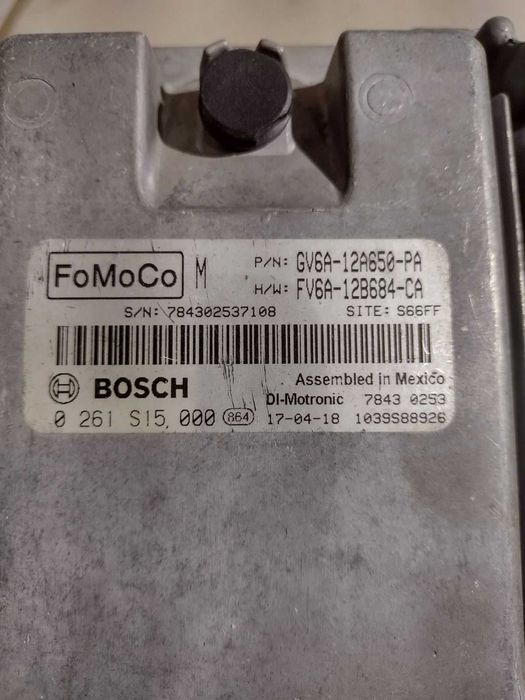 FoMoCo M P/N: GV6A-12A650-PA
H/W: FV6A-12B684-CA
S/N: 784302537108 SITE: S66FF
BOSCH Assembled in Mexico
DI-Motronic 7843 0253
0 261 S15 000 864 17-04-18 1039S88926